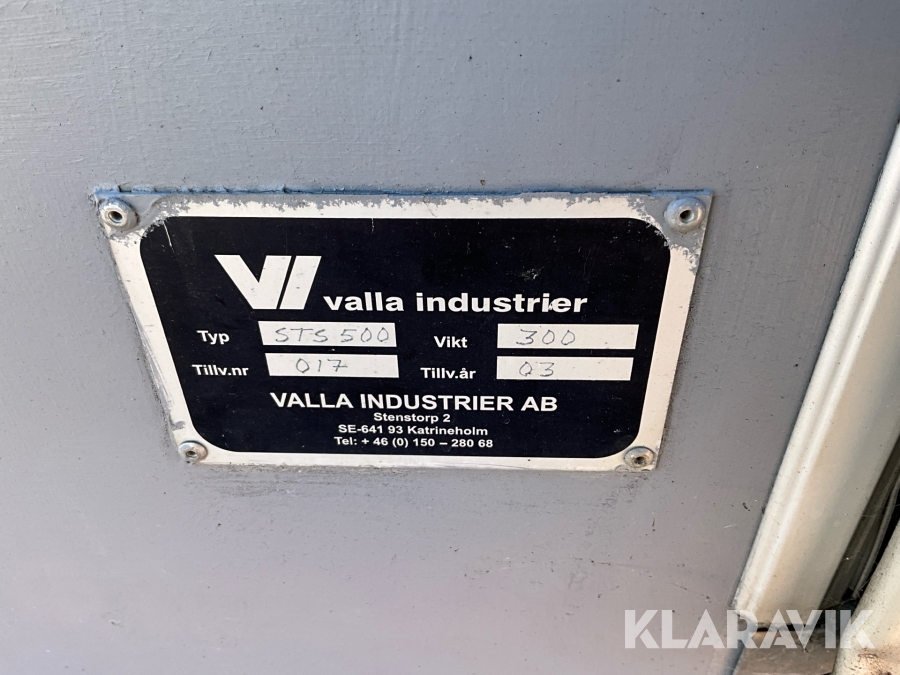 VI valla industrier
Typ STS 500 Vikt 300
Tillv.nr 017 Tillv.år 03
VALLA INDUSTRIER AB
Stenstorp 2
SE-641 93 Katrineholm
Tel: + 46 (0) 150 – 280 68
KLARAVIK